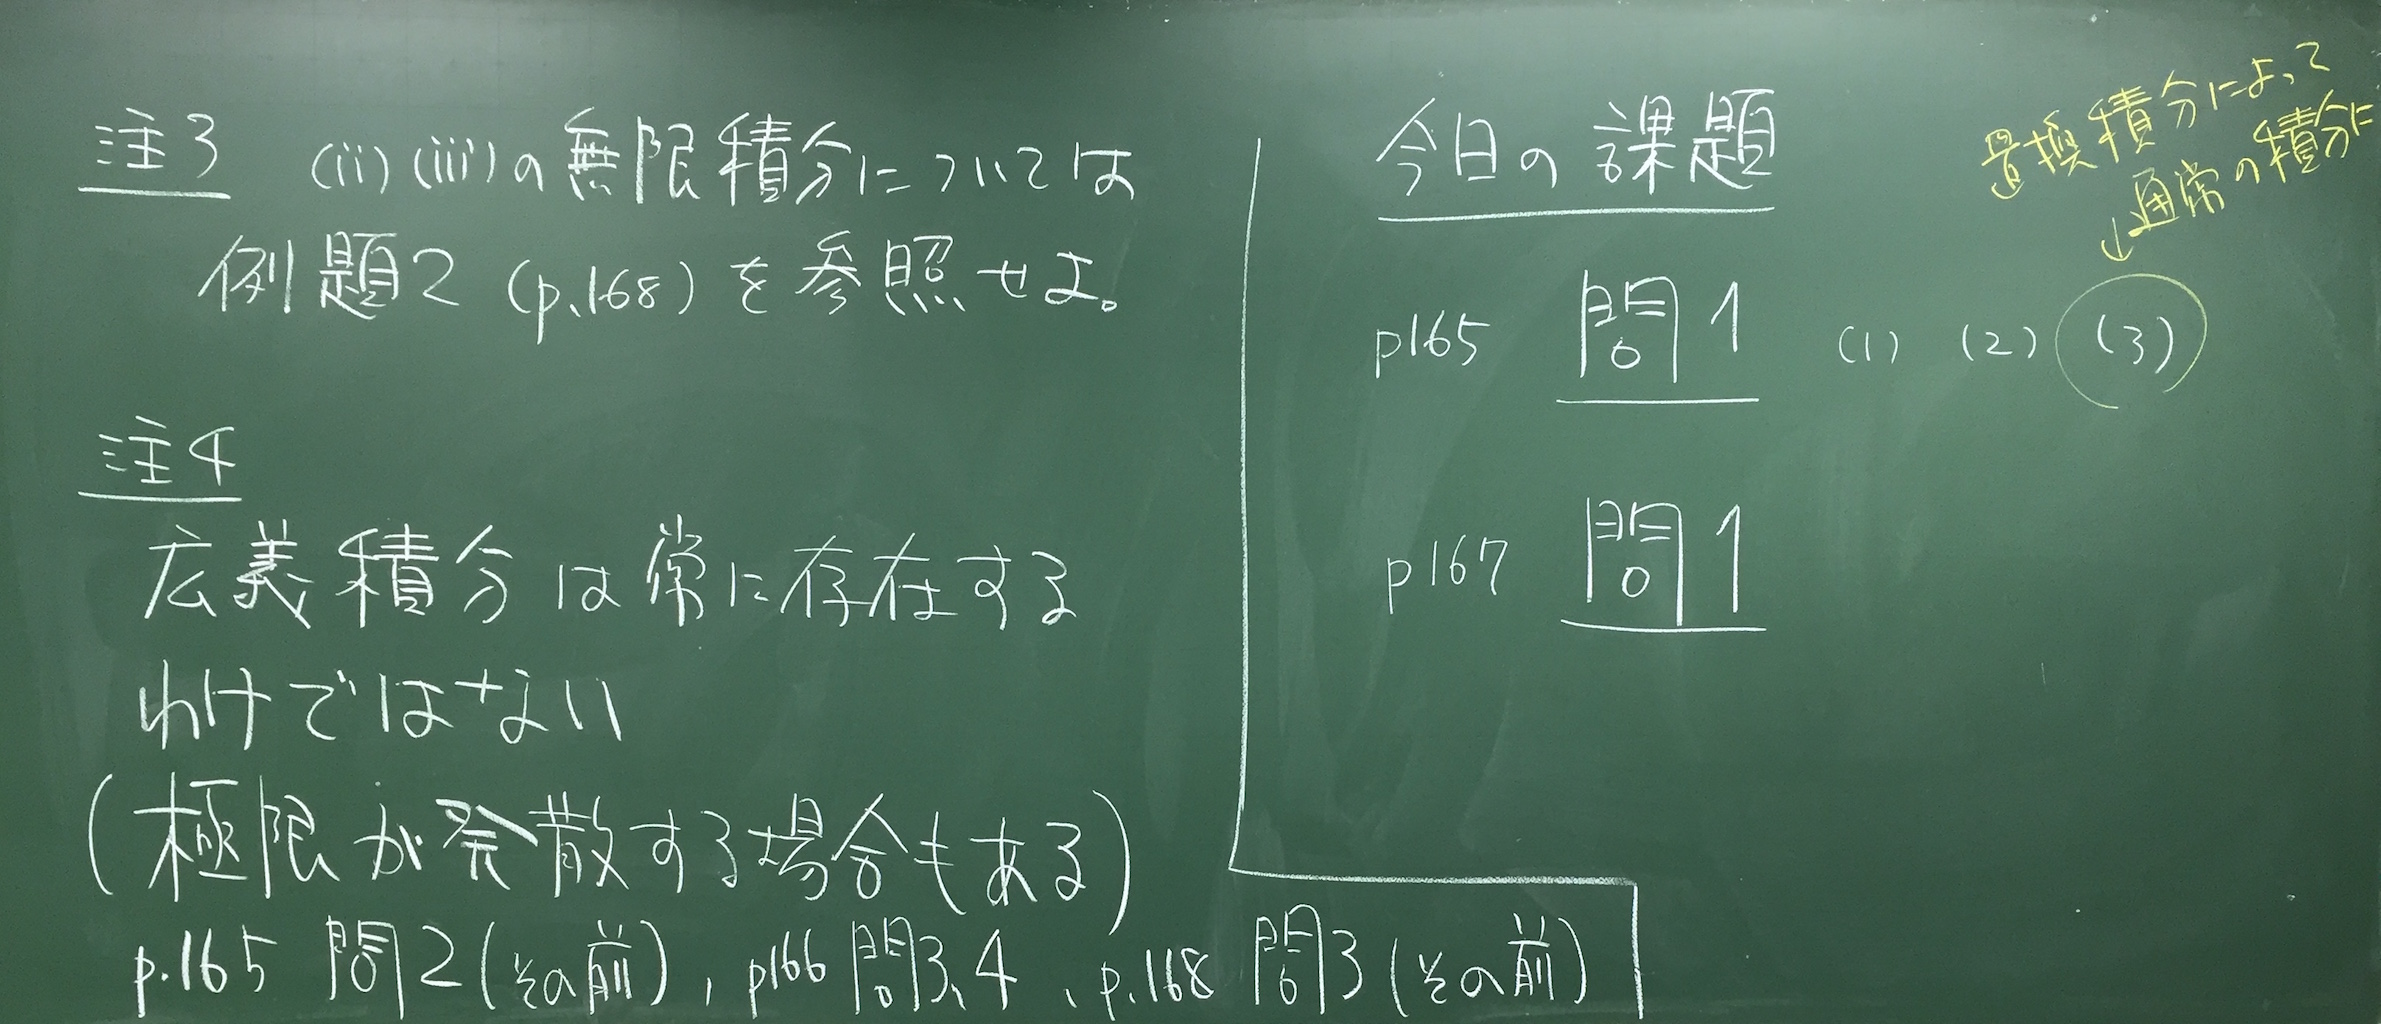 注3 (ii)(iii)の無限積分については
例題2 (p.168)を参照せよ。
注4
広義積分は常に存在する
わけではない
(極限が発散する場合もある)
p.165 問2(その前), p166 問3、4、p.168 問3(その前)
今日の課題
置換積分によって
通常の積分に
↓
p165 問1 (1) (2) (3)
p167 問1